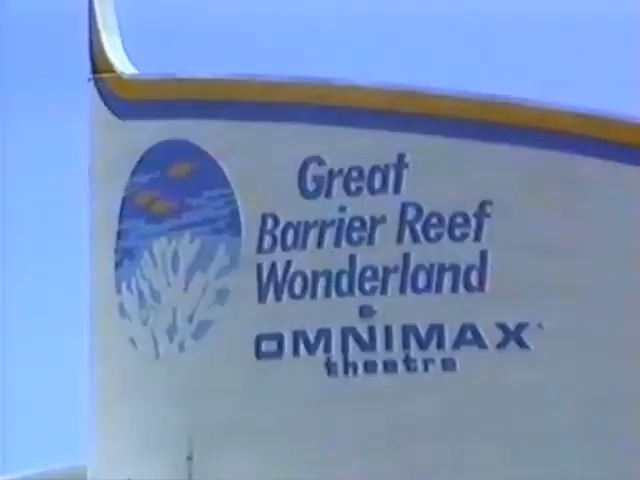 Great
Barrier Reef
Wonderland
&
OMNIMAX
theatre